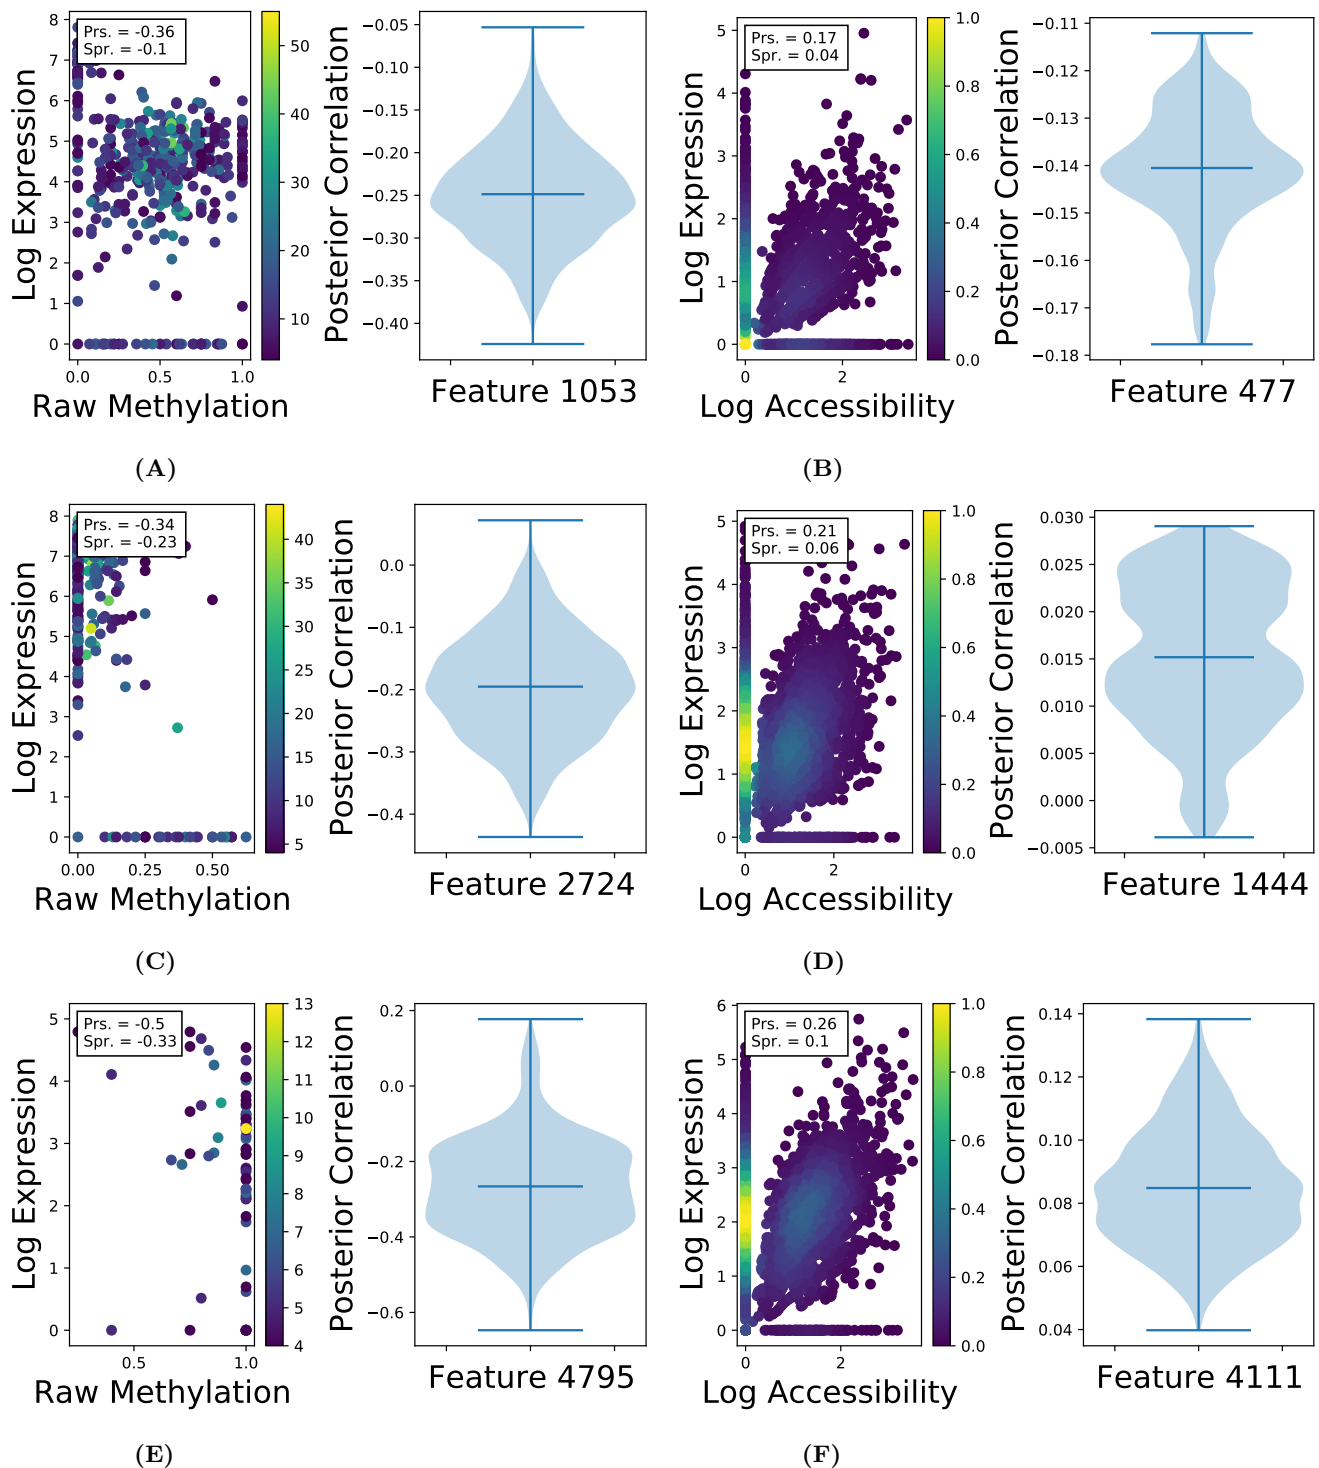 Prs. = -0.36
Spr. = -0.1
8
7
6
5
4
3
2
1
0
Log Expression
0.0 0.5 1.0
Raw Methylation
50
40
30
20
10
−0.05
−0.10
−0.15
−0.20
−0.25
−0.30
−0.35
−0.40
Posterior Correlation
Feature 1053
(A)
Prs. = 0.17
Spr. = 0.04
5
4
3
2
1
0
Log Expression
0 2
Log Accessibility
1.0
0.8
0.6
0.4
0.2
0.0
−0.11
−0.12
−0.13
−0.14
−0.15
−0.16
−0.17
−0.18
Posterior Correlation
Feature 477
(B)
Prs. = -0.34
Spr. = -0.23
8
7
6
5
4
3
2
1
0
Log Expression
0.00 0.25 0.50
Raw Methylation
40
35
30
25
20
15
10
5
0.0
−0.1
−0.2
−0.3
−0.4
Posterior Correlation
Feature 2724
(C)
Prs. = 0.21
Spr. = 0.06
5
4
3
2
1
0
Log Expression
0 2
Log Accessibility
1.0
0.8
0.6
0.4
0.2
0.0
0.030
0.025
0.020
0.015
0.010
0.005
0.000
−0.005
Posterior Correlation
Feature 1444
(D)
Prs. = -0.5
Spr. = -0.33
5
4
3
2
1
0
Log Expression
0.5 1.0
Raw Methylation
13
12
11
10
9
8
7
6
5
4
0.2
0.0
−0.2
−0.4
−0.6
Posterior Correlation
Feature 4795
(E)
Prs. = 0.26
Spr. = 0.1
6
5
4
3
2
1
0
Log Expression
0 2
Log Accessibility
1.0
0.8
0.6
0.4
0.2
0.0
0.14
0.12
0.10
0.08
0.06
0.04
Posterior Correlation
Feature 4111
(F)